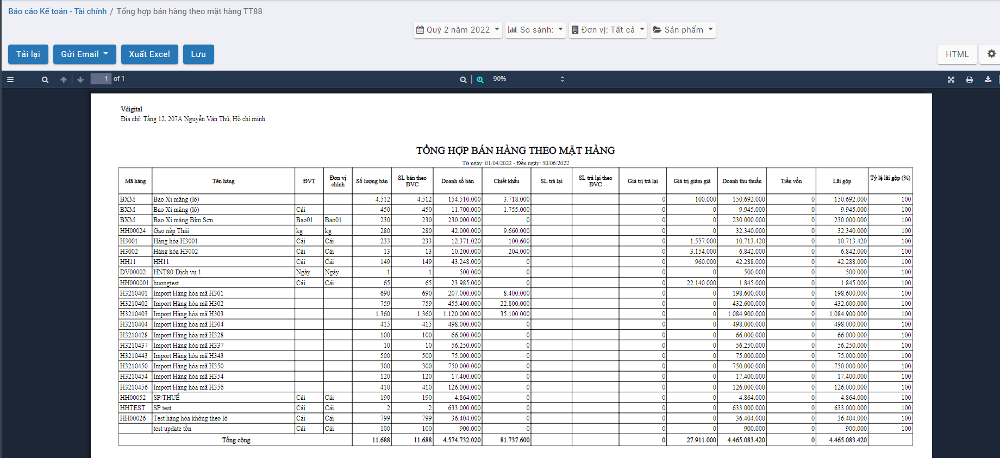 Báo cáo Kế toán - Tài chính / Tổng hợp bán hàng theo mặt hàng TT88
Quý 2 năm 2022 So sánh: Đơn vị: Tất cả Sản phẩm
Tải lại Gửi Email Xuất Excel Lưu HTML
1 of 1 90%
Vdigital
Địa chỉ: Tầng 12, 207A Nguyễn Văn Thủ, Hồ chí minh
TỔNG HỢP BÁN HÀNG THEO MẶT HÀNG
Từ ngày: 01/04/2022 - Đến ngày: 30/06/2022
Mã hàng Tên hàng ĐVT Đơn vị chính Số lượng bán SL bán theo ĐVC Doanh số bán Chiết khấu SL trả lại SL trả lại theo ĐVC Giá trị trả lại Giá trị giảm giá Doanh thu thuần Tiền vốn Lãi gộp Tỷ lệ lãi gộp (%)
BXM Bao Xi măng (lô) 4.512 4.512 154.510.000 3.718.000 0 100.000 150.692.000 0 150.692.000 100
BXM Bao Xi măng (lô) Cái 450 450 11.700.000 1.755.000 0 0 9.945.000 0 9.945.000 100
BXM Bao Xi măng Bỉm Sơn Bao01 Bao01 230 230 230.000.000 0 0 0 230.000.000 0 230.000.000 100
HH00024 Gạo nếp Thái kg kg 280 280 42.000.000 9.660.000 0 0 32.340.000 0 32.340.000 100
H3001 Hàng hóa H3001 Cái Cái 233 233 12.371.020 100.600 0 1.557.000 10.713.420 0 10.713.420 100
H3002 Hàng hóa H3002 Cái Cái 13 13 10.200.000 204.000 0 3.154.000 6.842.000 0 6.842.000 100
HH11 HH11 Cái Cái 149 149 43.248.000 0 0 960.000 42.288.000 0 42.288.000 100
DV00002 HNT80-Dịch vụ 1 Ngày Ngày 1 1 500.000 0 0 0 500.000 0 500.000 100
HH000001 huongtest Cái Cái 65 65 23.985.000 0 0 22.140.000 1.845.000 0 1.845.000 100
H3210401 Import Hàng hóa mã H301 690 690 207.000.000 8.400.000 0 0 198.600.000 0 198.600.000 100
H3210402 Import Hàng hóa mã H302 759 759 455.400.000 22.800.000 0 0 432.600.000 0 432.600.000 100
H3210403 Import Hàng hóa mã H303 1.360 1.360 1.120.000.000 35.100.000 0 0 1.084.900.000 0 1.084.900.000 100
H3210404 Import Hàng hóa mã H304 415 415 498.000.000 0 0 0 498.000.000 0 498.000.000 100
H3210428 Import Hàng hóa mã H328 100 100 66.000.000 0 0 0 66.000.000 0 66.000.000 100
H3210437 Import Hàng hóa mã H337 10 10 56.250.000 0 0 0 56.250.000 0 56.250.000 100
H3210443 Import Hàng hóa mã H343 500 500 75.000.000 0 0 0 75.000.000 0 75.000.000 100
H3210450 Import Hàng hóa mã H350 300 300 750.000.000 0 0 0 750.000.000 0 750.000.000 100
H3210454 Import Hàng hóa mã H354 120 120 17.400.000 0 0 0 17.400.000 0 17.400.000 100
H3210456 Import Hàng hóa mã H356 410 410 126.000.000 0 0 0 126.000.000 0 126.000.000 100
HH00052 SP/THUẾ Cái Cái 190 190 4.864.000 0 0 0 4.864.000 0 4.864.000 100
HHTEST SP test Cái Cái 2 2 633.000.000 0 0 0 633.000.000 0 633.000.000 100
HH00026 Test hàng hóa không theo lô Cái Cái 799 799 36.404.000 0 0 0 36.404.000 0 36.404.000 100
test update tồn Cái Cái 100 100 900.000 0 0 0 900.000 0 900.000 100
Tổng cộng 11.688 11.688 4.574.732.020 81.737.600 0 27.911.000 4.465.083.420 0 4.465.083.420